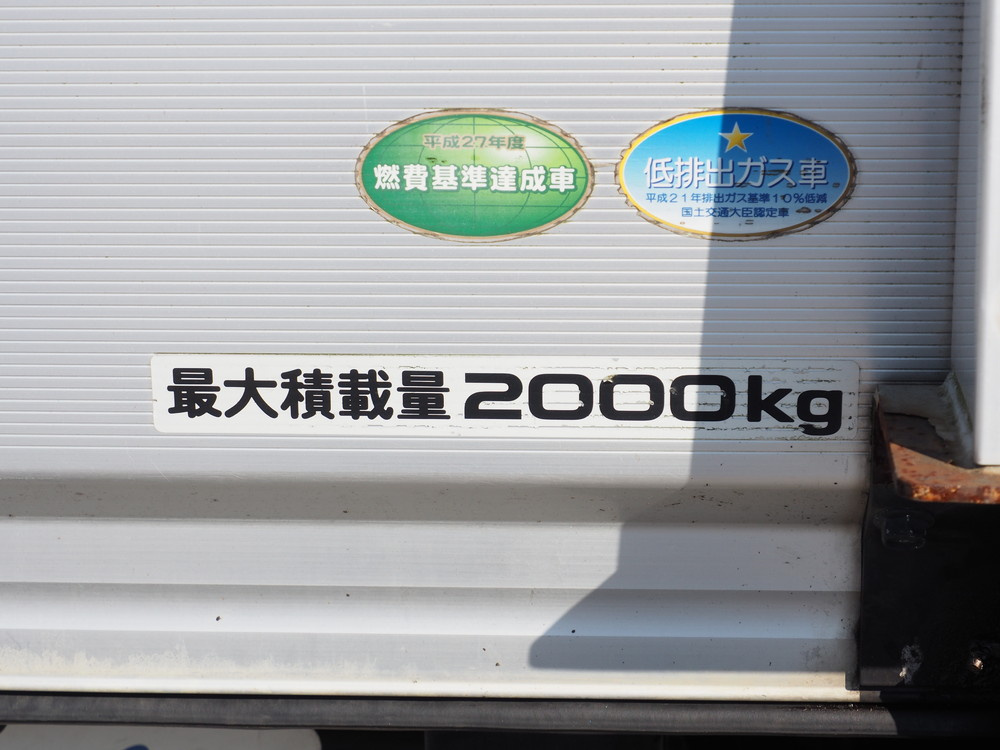 平成27年度
燃費基準達成車
低排出ガス車
平成21年排出ガス基準10%低減
国土交通大臣認定車
最大積載量2000kg